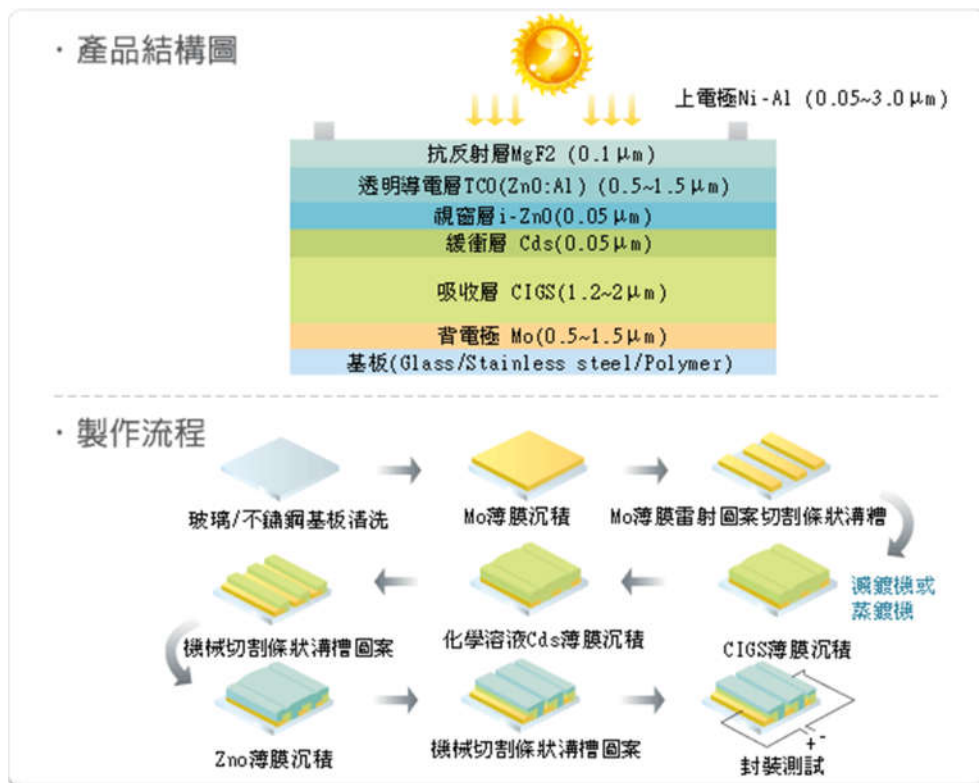 · 產品結構圖
上電極Ni-Al (0.05~3.0μm)
抗反射層MgF2 (0.1μm)
透明導電層TCO(ZnO:Al) (0.5~1.5μm)
視窗層i-ZnO(0.05μm)
緩衝層 Cds(0.05μm)
吸收層 CIGS(1.2~2μm)
背電極 Mo(0.5~1.5μm)
基板(Glass/Stainless steel/Polymer)
· 製作流程
玻璃/不鏽鋼基板清洗
Mo薄膜沉積
Mo薄膜雷射圖案切割條狀溝槽
濺鍍機或
蒸鍍機
CIGS薄膜沉積
化學溶液Cds薄膜沉積
機械切割條狀溝槽圖案
Zno薄膜沉積
機械切割條狀溝槽圖案
+ -
封裝測試